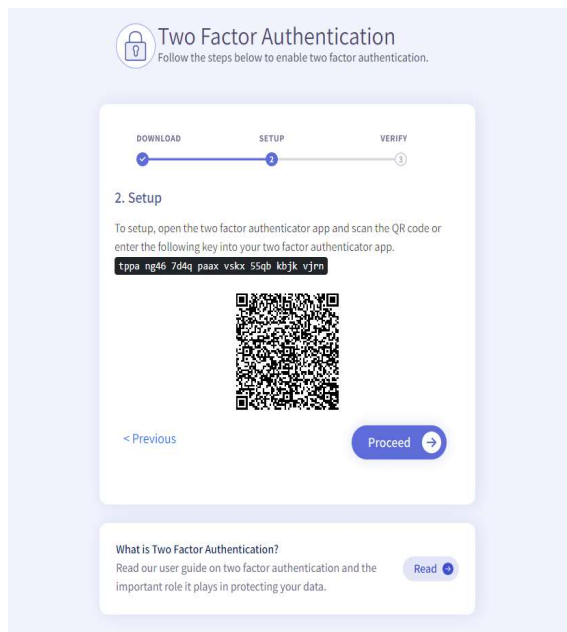 Two Factor Authentication
Follow the steps below to enable two factor authentication.
DOWNLOAD SETUP VERIFY
2 3
2. Setup
To setup, open the two factor authenticator app and scan the QR code or
enter the following key into your two factor authenticator app.
tppa ng46 7d4q paax vskx 55qb kbjk vjrn
< Previous
Proceed
What is Two Factor Authentication?
Read our user guide on two factor authentication and the
important role it plays in protecting your data.
Read